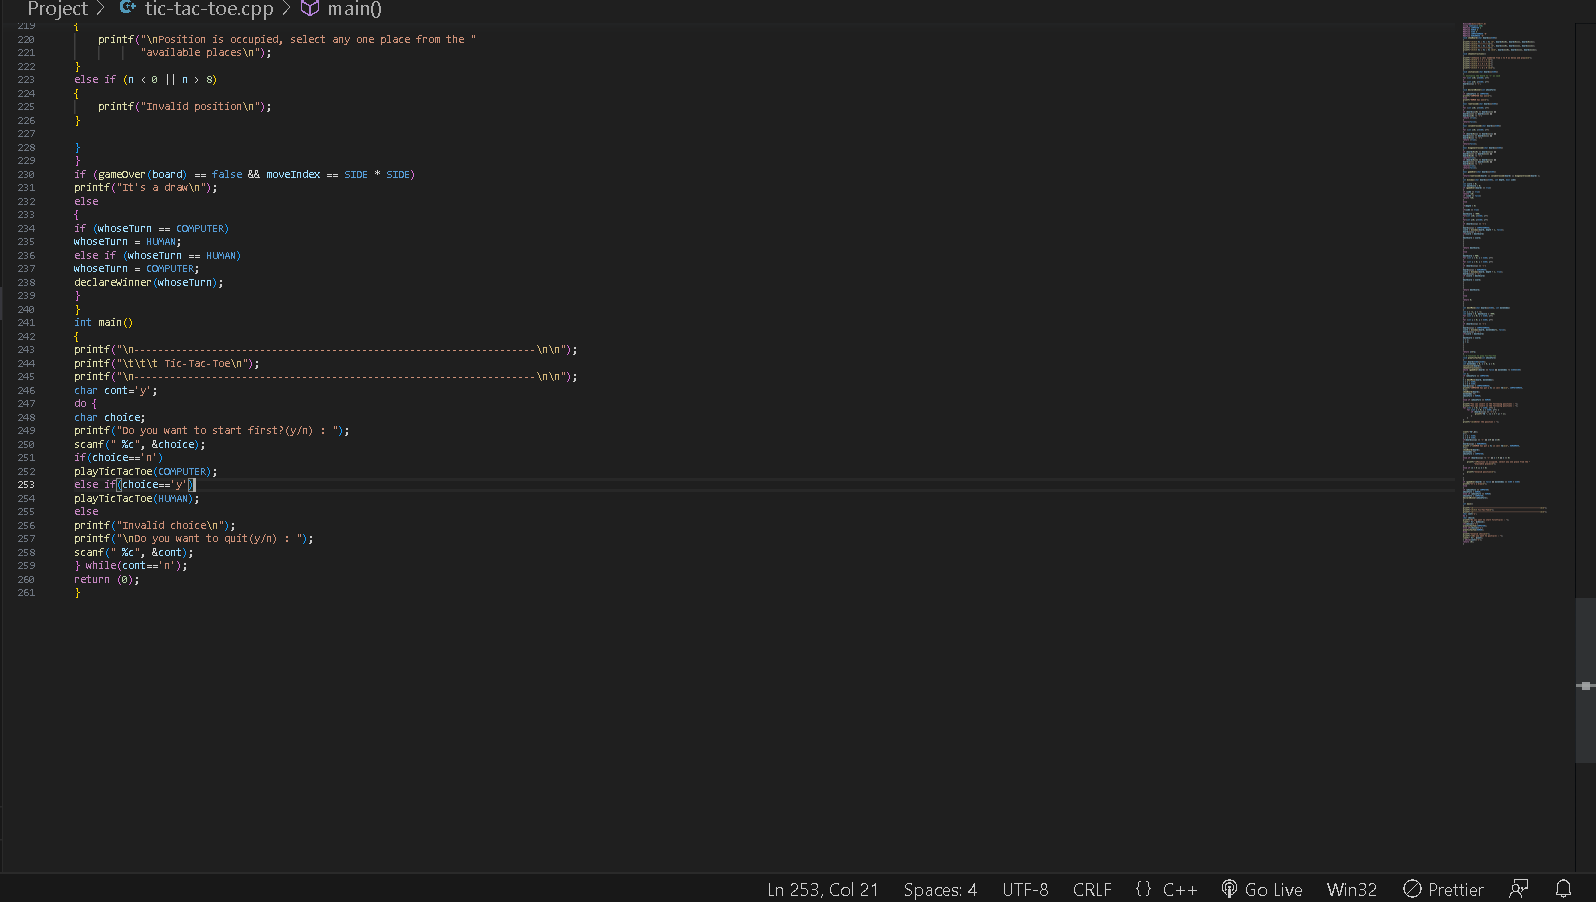 Project > tic-tac-toe.cpp > main()
219 {
220 printf("\nPosition is occupied, select any one place from the "
221 "available places\n");
222 }
223 else if (n < 0 || n > 8)
224 {
225 printf("Invalid position\n");
226 }
227
228 }
229 }
230 if (gameOver(board) == false && moveIndex == SIDE * SIDE)
231 printf("It's a draw\n");
232 else
233 {
234 if (whoseTurn == COMPUTER)
235 whoseTurn = HUMAN;
236 else if (whoseTurn == HUMAN)
237 whoseTurn = COMPUTER;
238 declareWinner(whoseTurn);
239 }
240 }
241 int main()
242 {
243 printf("\n-------------------------------------------------------------------\n\n");
244 printf("\t\t\t Tic-Tac-Toe\n");
245 printf("\n-------------------------------------------------------------------\n\n");
246 char cont='y';
247 do {
248 char choice;
249 printf("Do you want to start first?(y/n) : ");
250 scanf(" %c", &choice);
251 if(choice=='n')
252 playTicTacToe(COMPUTER);
253 else if(choice=='y')
254 playTicTacToe(HUMAN);
255 else
256 printf("Invalid choice\n");
257 printf("\nDo you want to quit(y/n) : ");
258 scanf(" %c", &cont);
259 } while(cont=='n');
260 return (0);
261 }
Ln 253, Col 21 Spaces: 4 UTF-8 CRLF {} C++ Go Live Win32 Prettier